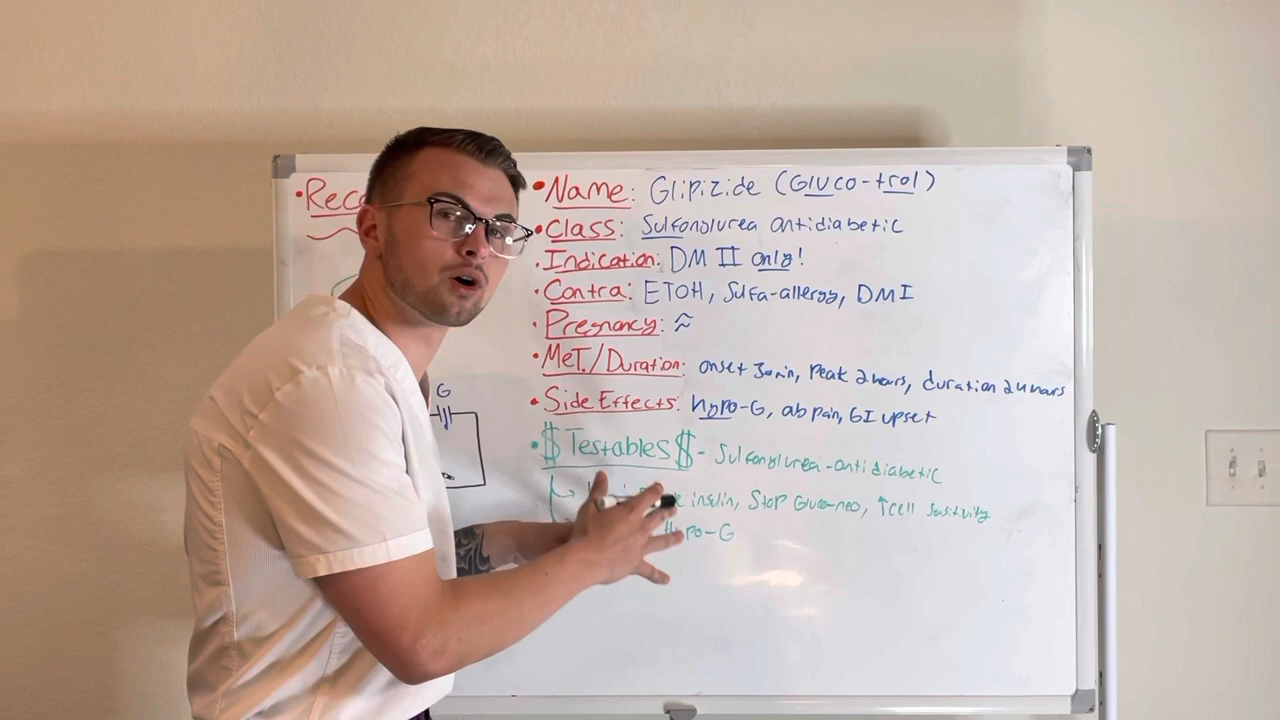 • Name: Glipizide (Gluco-trol)
• Class: Sulfonylurea antidiabetic
• Indication: DM II only!
• Contra: ETOH, Sulfa-allergy, DMI
• Pregnancy: ≈
• MeT./Duration: onset 30min, Peak 2 hours, duration 24 hours
• Side Effects: hypo-G, ab pain, GI upset
• $ Testables $ - Sulfonylurea-antidiabetic
insulin, Stop Gluco-neo, ↑cell Sensitivity
Hypo-G
G